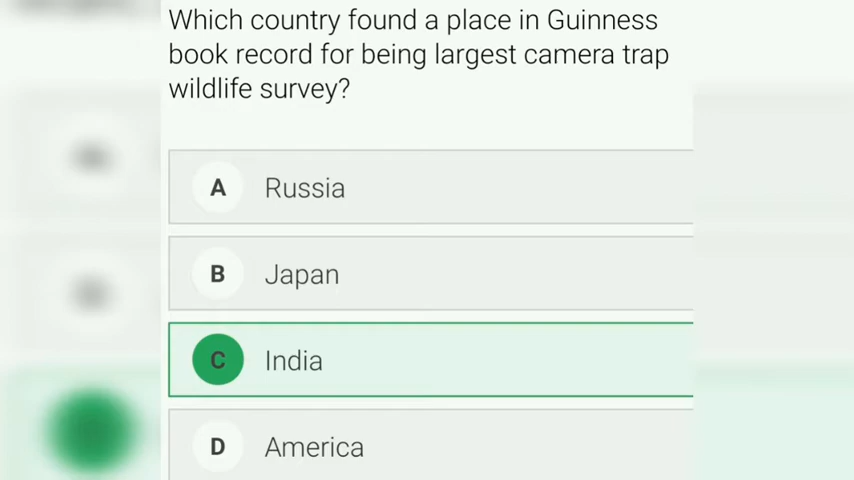 Which country found a place in Guinness
book record for being largest camera trap
wildlife survey?
A Russia
B Japan
C India
D America